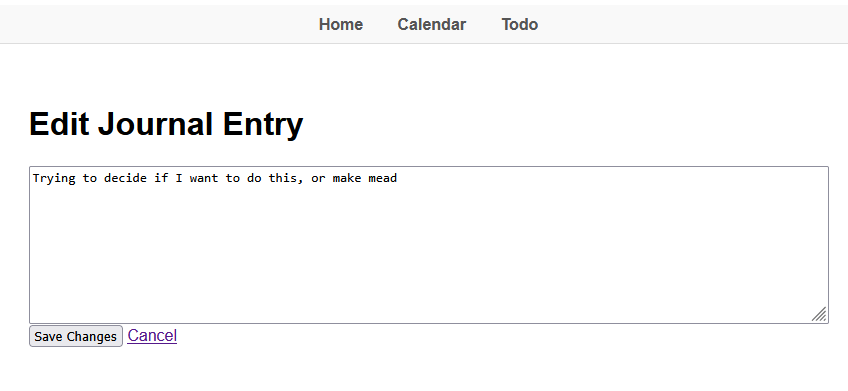 Home Calendar Todo
Edit Journal Entry
Trying to decide if I want to do this, or make mead
Save Changes Cancel